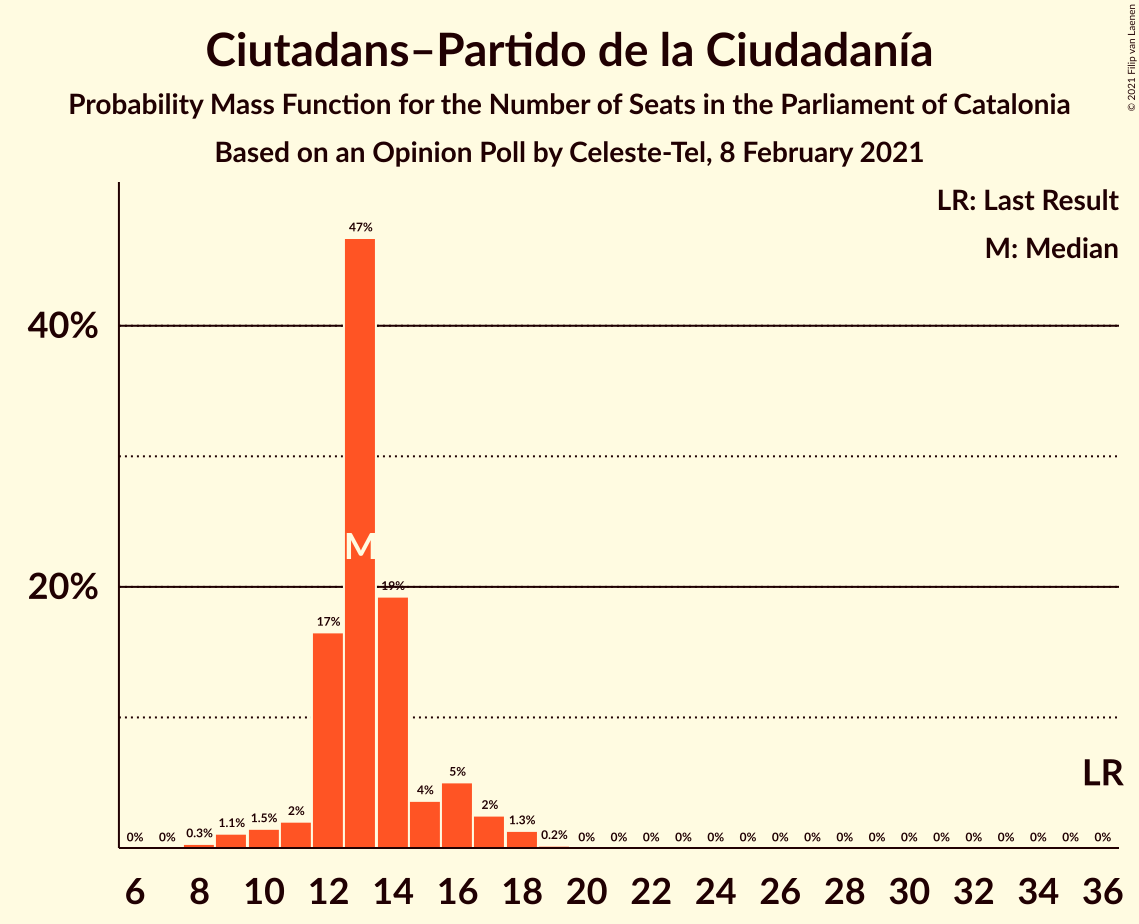 Ciutadans–Partido de la Ciudadanía
Probability Mass Function for the Number of Seats in the Parliament of Catalonia
Based on an Opinion Poll by Celeste-Tel, 8 February 2021
© 2021 Filip van Laenen
LR: Last Result
M: Median
47%
40%
M
20%
19%
17%
LR
5%
4%
2%
1.3%
1.5%
1.1%
2%
0% 0% 0.3% 0.2% 0% 0% 0% 0% 0% 0% 0% 0% 0% 0% 0% 0% 0% 0% 0% 0% 0%
6 8 10 12 14 16 18 20 22 24 26 28 30 32 34 36